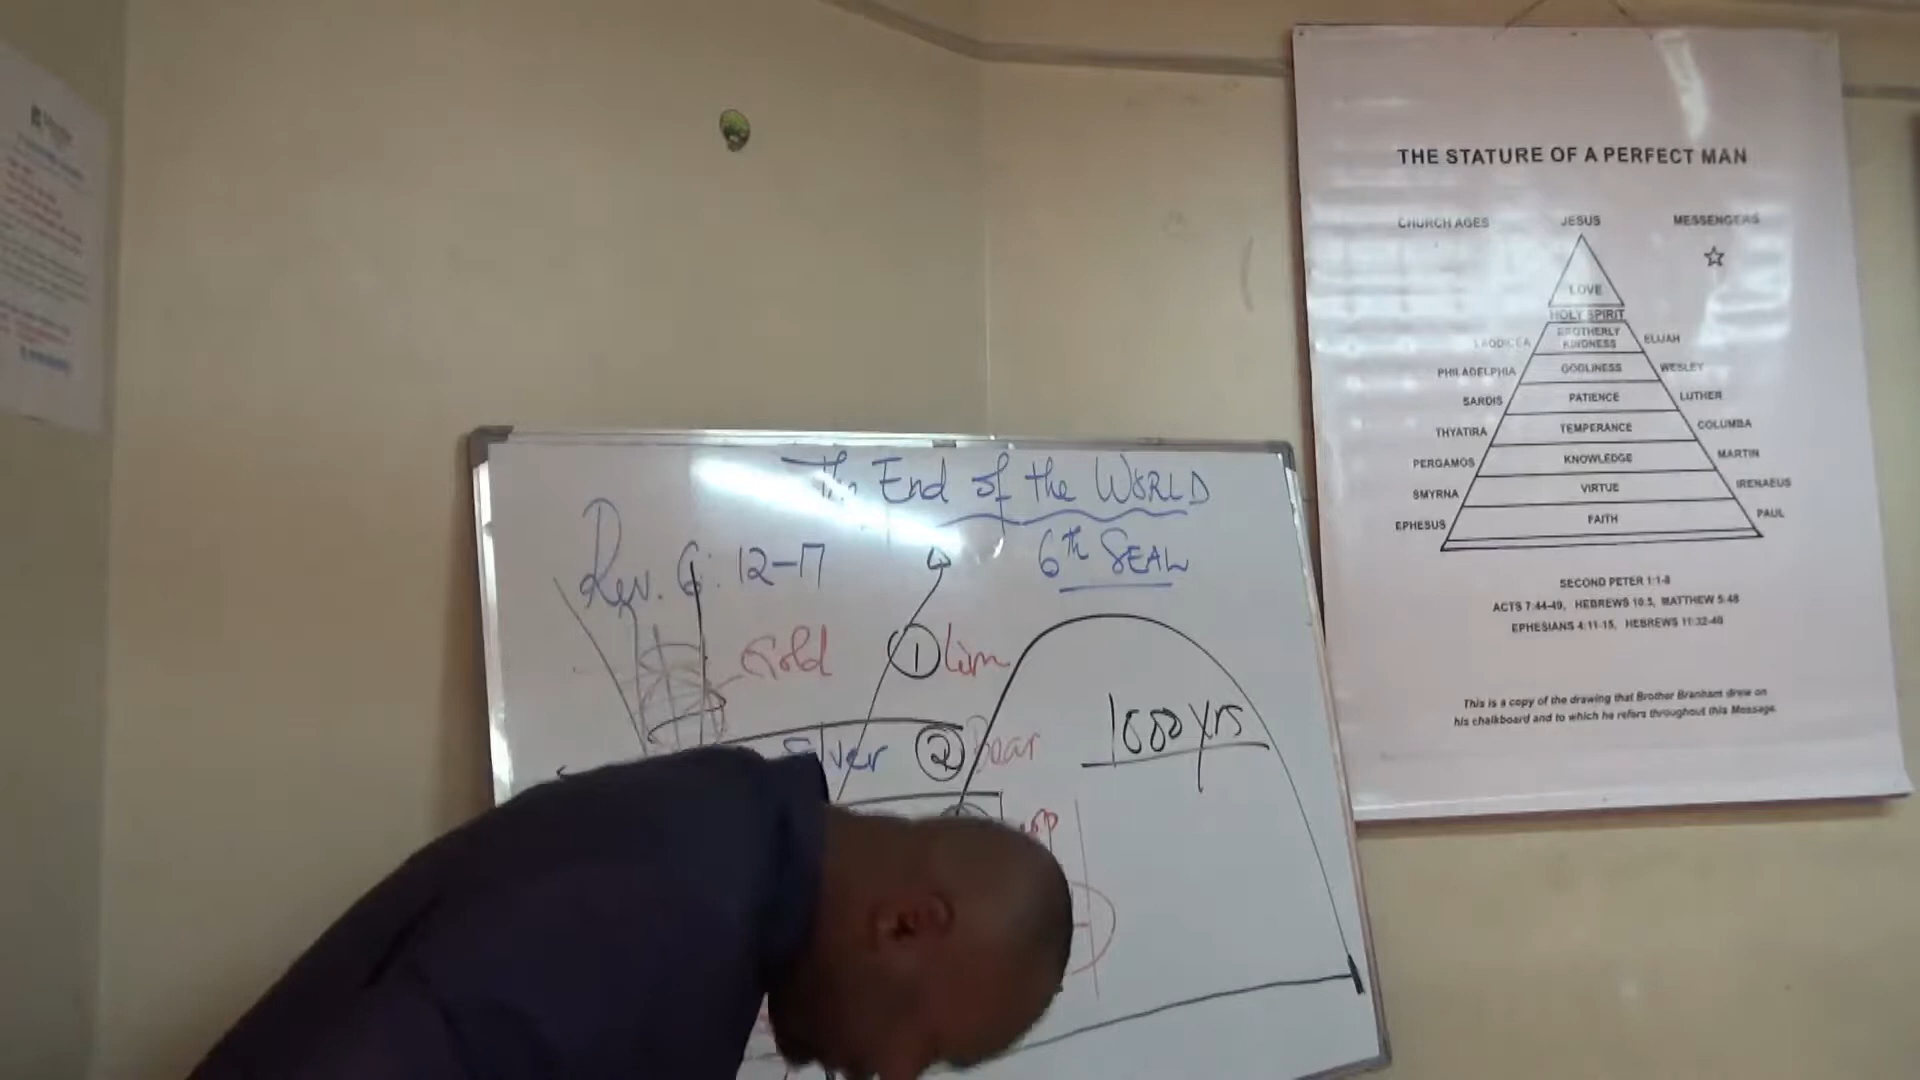 The End of the WORLD
6th SEAL
Rev. 6: 12-17
Gold
① Lion
Silver
② Bear
1000 yrs
THE STATURE OF A PERFECT MAN
CHURCH AGES JESUS MESSENGERS
LOVE
HOLY SPIRIT
LAODICEA BROTHERLY KINDNESS ELIJAH
PHILADELPHIA GODLINESS WESLEY
SARDIS PATIENCE LUTHER
THYATIRA TEMPERANCE COLUMBA
PERGAMOS KNOWLEDGE MARTIN
SMYRNA VIRTUE IRENAEUS
EPHESUS FAITH PAUL
SECOND PETER 1:1-8
ACTS 7:44-49, HEBREWS 10:5, MATTHEW 5:48
EPHESIANS 4:11-15, HEBREWS 11:32-40
This is a copy of the drawing that Brother Branham drew on
his chalkboard and to which he refers throughout this Message.